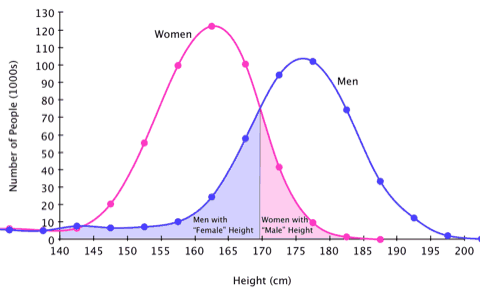 130
120
110
100
90
80
70
60
50
40
30
20
10
0
Number of People (1000s)
Women
Men
Men with
"Female" Height
Women with
"Male" Height
140 145 150 155 160 165 170 175 180 185 190 195 200
Height (cm)